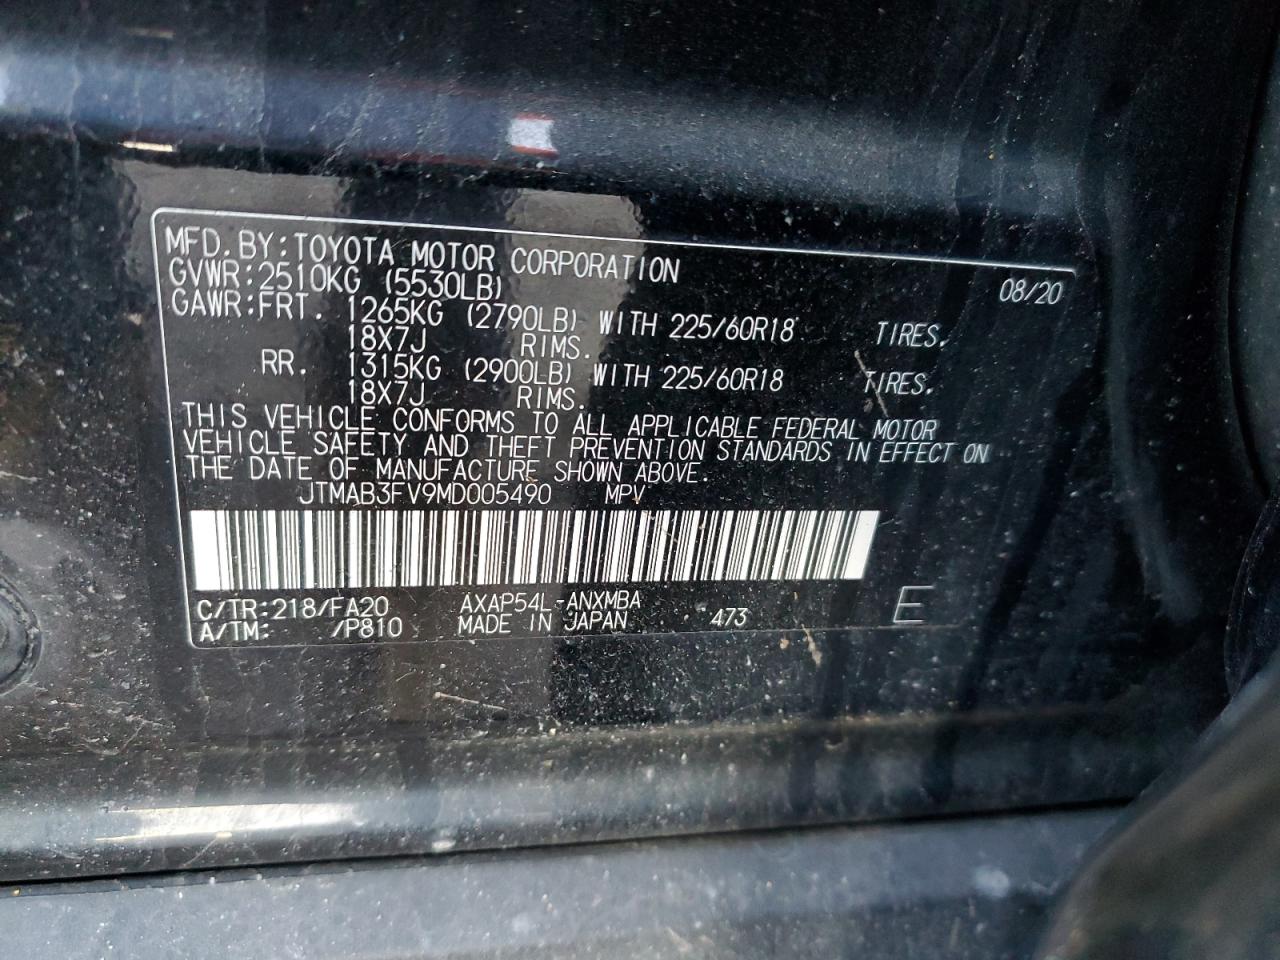 MFD. BY: TOYOTA MOTOR CORPORATION 08/20
GVWR: 2510KG (5530LB)
GAWR: FRT. 1265KG (2790LB) WITH 225/60R18 TIRES.
18X7J RIMS.
RR. 1315KG (2900LB) WITH 225/60R18 TIRES.
18X7J RIMS.
THIS VEHICLE CONFORMS TO ALL APPLICABLE FEDERAL MOTOR
VEHICLE SAFETY AND THEFT PREVENTION STANDARDS IN EFFECT ON
THE DATE OF MANUFACTURE SHOWN ABOVE.
JTMAB3FV9MD005490 MPV
C/TR: 218/FA20 AXAP54L-ANXMBA
A/TM: /P810 MADE IN JAPAN 473 E